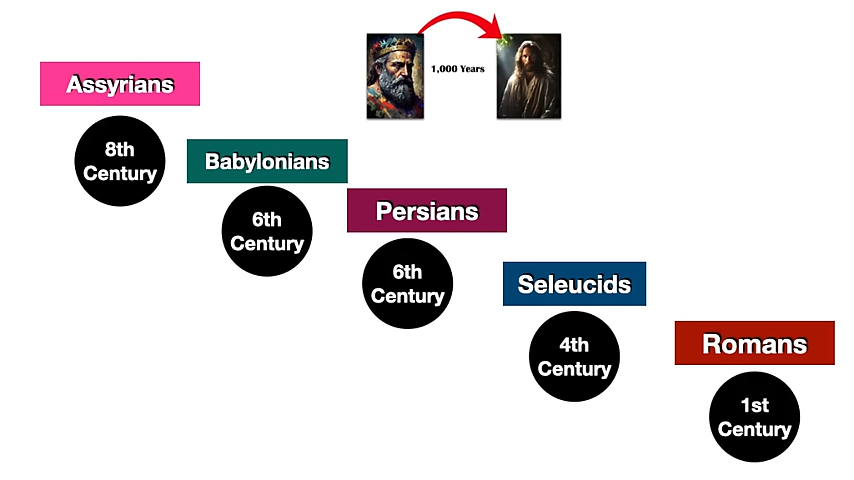 1,000 Years
Assyrians
8th
Century
Babylonians
6th
Century
Persians
6th
Century
Seleucids
4th
Century
Romans
1st
Century